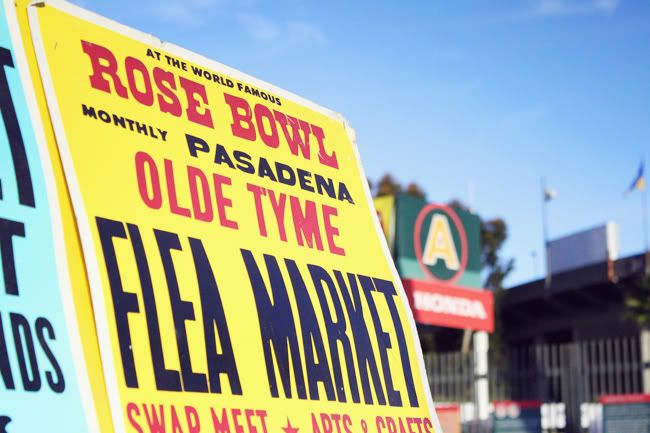 AT THE WORLD FAMOUS
ROSE BOWL
MONTHLY PASADENA
OLDE TYME
FLEA MARKET
SWAP MEET ★ ARTS & CRAFTS
A
HONDA